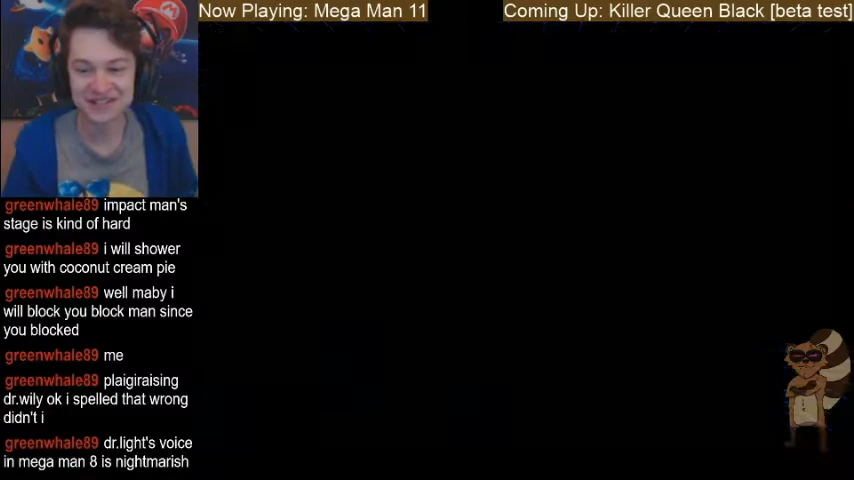 Now Playing: Mega Man 11
Coming Up: Killer Queen Black [beta test]
greenwhale89 impact man's
stage is kind of hard
greenwhale89 i will shower
you with coconut cream pie
greenwhale89 well maby i
will block you block man since
you blocked
greenwhale89 me
greenwhale89 plaigiraising
dr.wily ok i spelled that wrong
didn't i
greenwhale89 dr.light's voice
in mega man 8 is nightmarish